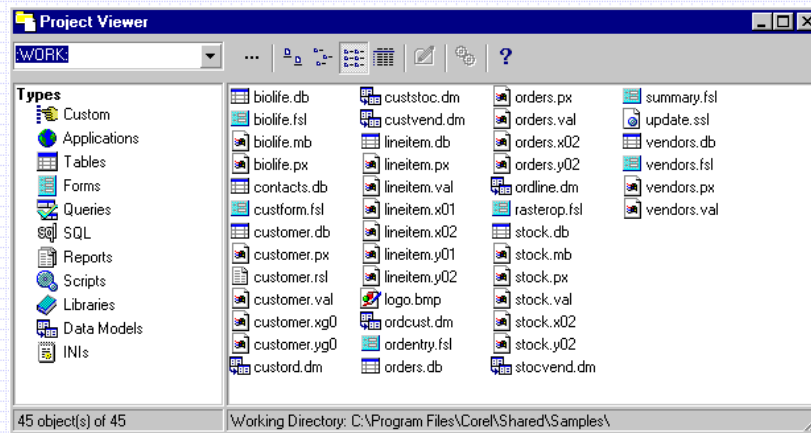 Project Viewer
:WORK:
...
?
Types
Custom
Applications
Tables
Forms
Queries
SQL
Reports
Scripts
Libraries
Data Models
INIs
biolife.db
biolife.fsl
biolife.mb
biolife.px
contacts.db
custform.fsl
customer.db
customer.px
customer.rsl
customer.val
customer.xg0
customer.yg0
custord.dm
custstoc.dm
custvend.dm
lineitem.db
lineitem.px
lineitem.val
lineitem.x01
lineitem.x02
lineitem.y01
lineitem.y02
logo.bmp
ordcust.dm
ordentry.fsl
orders.db
orders.px
orders.val
orders.x02
orders.y02
ordline.dm
rasterop.fsl
stock.db
stock.mb
stock.px
stock.val
stock.x02
stock.y02
stocvend.dm
summary.fsl
update.ssl
vendors.db
vendors.fsl
vendors.px
vendors.val
45 object(s) of 45
Working Directory: C:\Program Files\Corel\Shared\Samples\